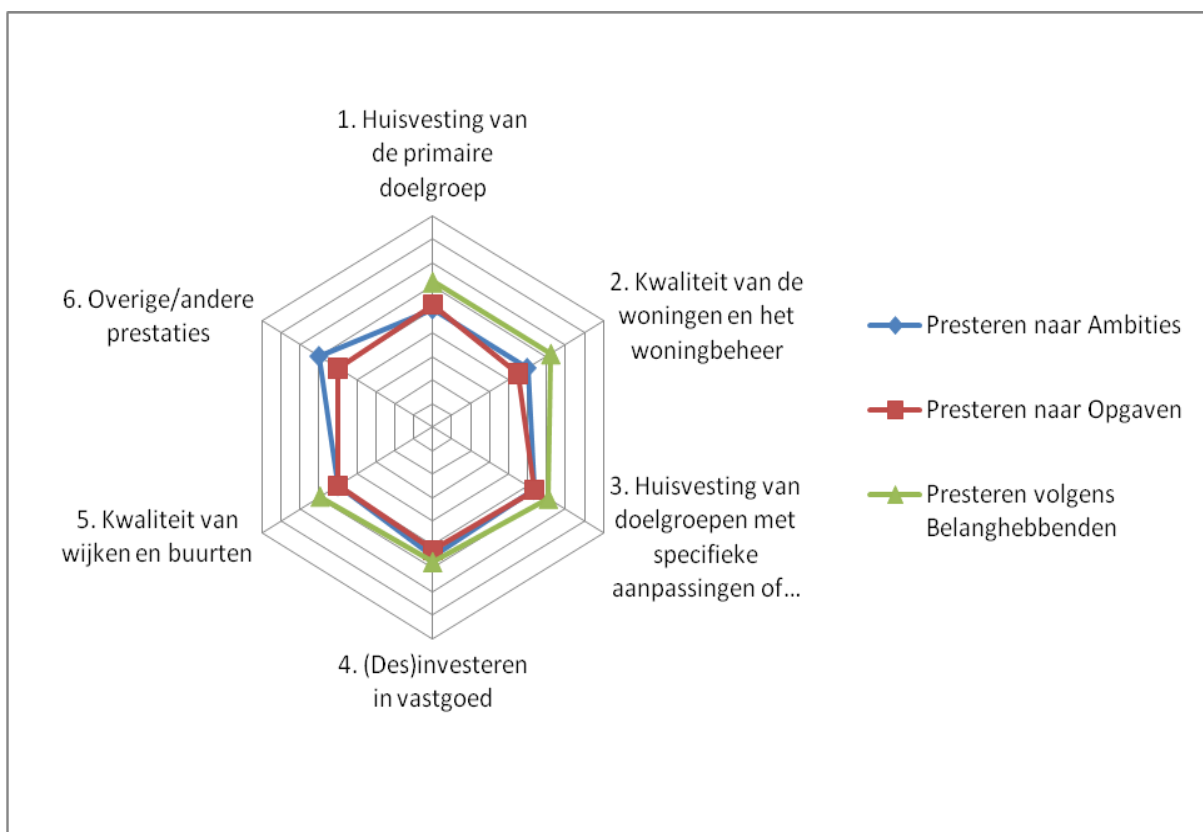 1. Huisvesting van
de primaire
doelgroep
2. Kwaliteit van de
woningen en het
woningbeheer
3. Huisvesting van
doelgroepen met
specifieke
aanpassingen of...
4. (Des)investeren
in vastgoed
5. Kwaliteit van
wijken en buurten
6. Overige/andere
prestaties
Presteren naar Ambities
Presteren naar Opgaven
Presteren volgens
Belanghebbenden